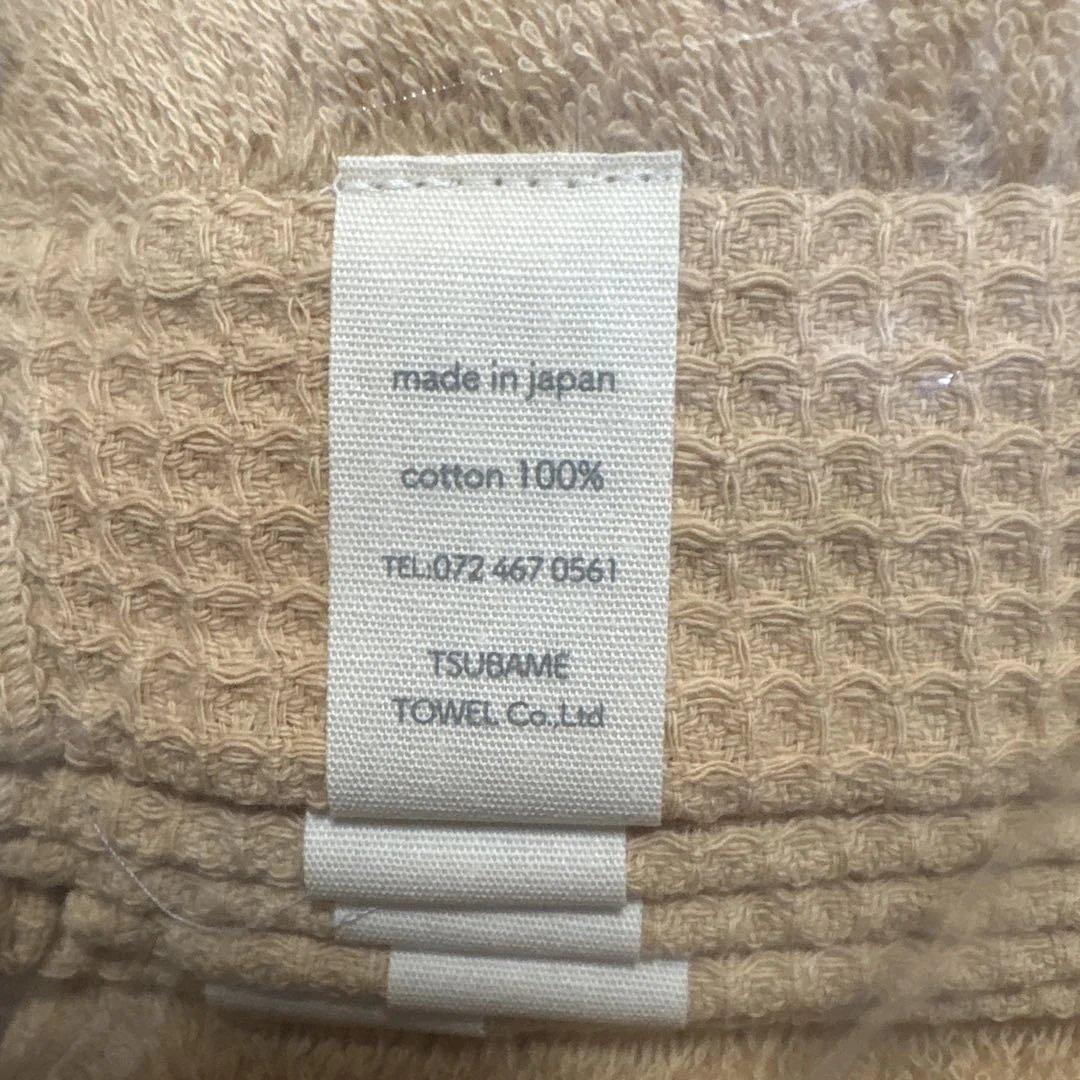 made in japan
cotton 100%
TEL:072 467 0561
TSUBAME
TOWEL Co.,Ltd